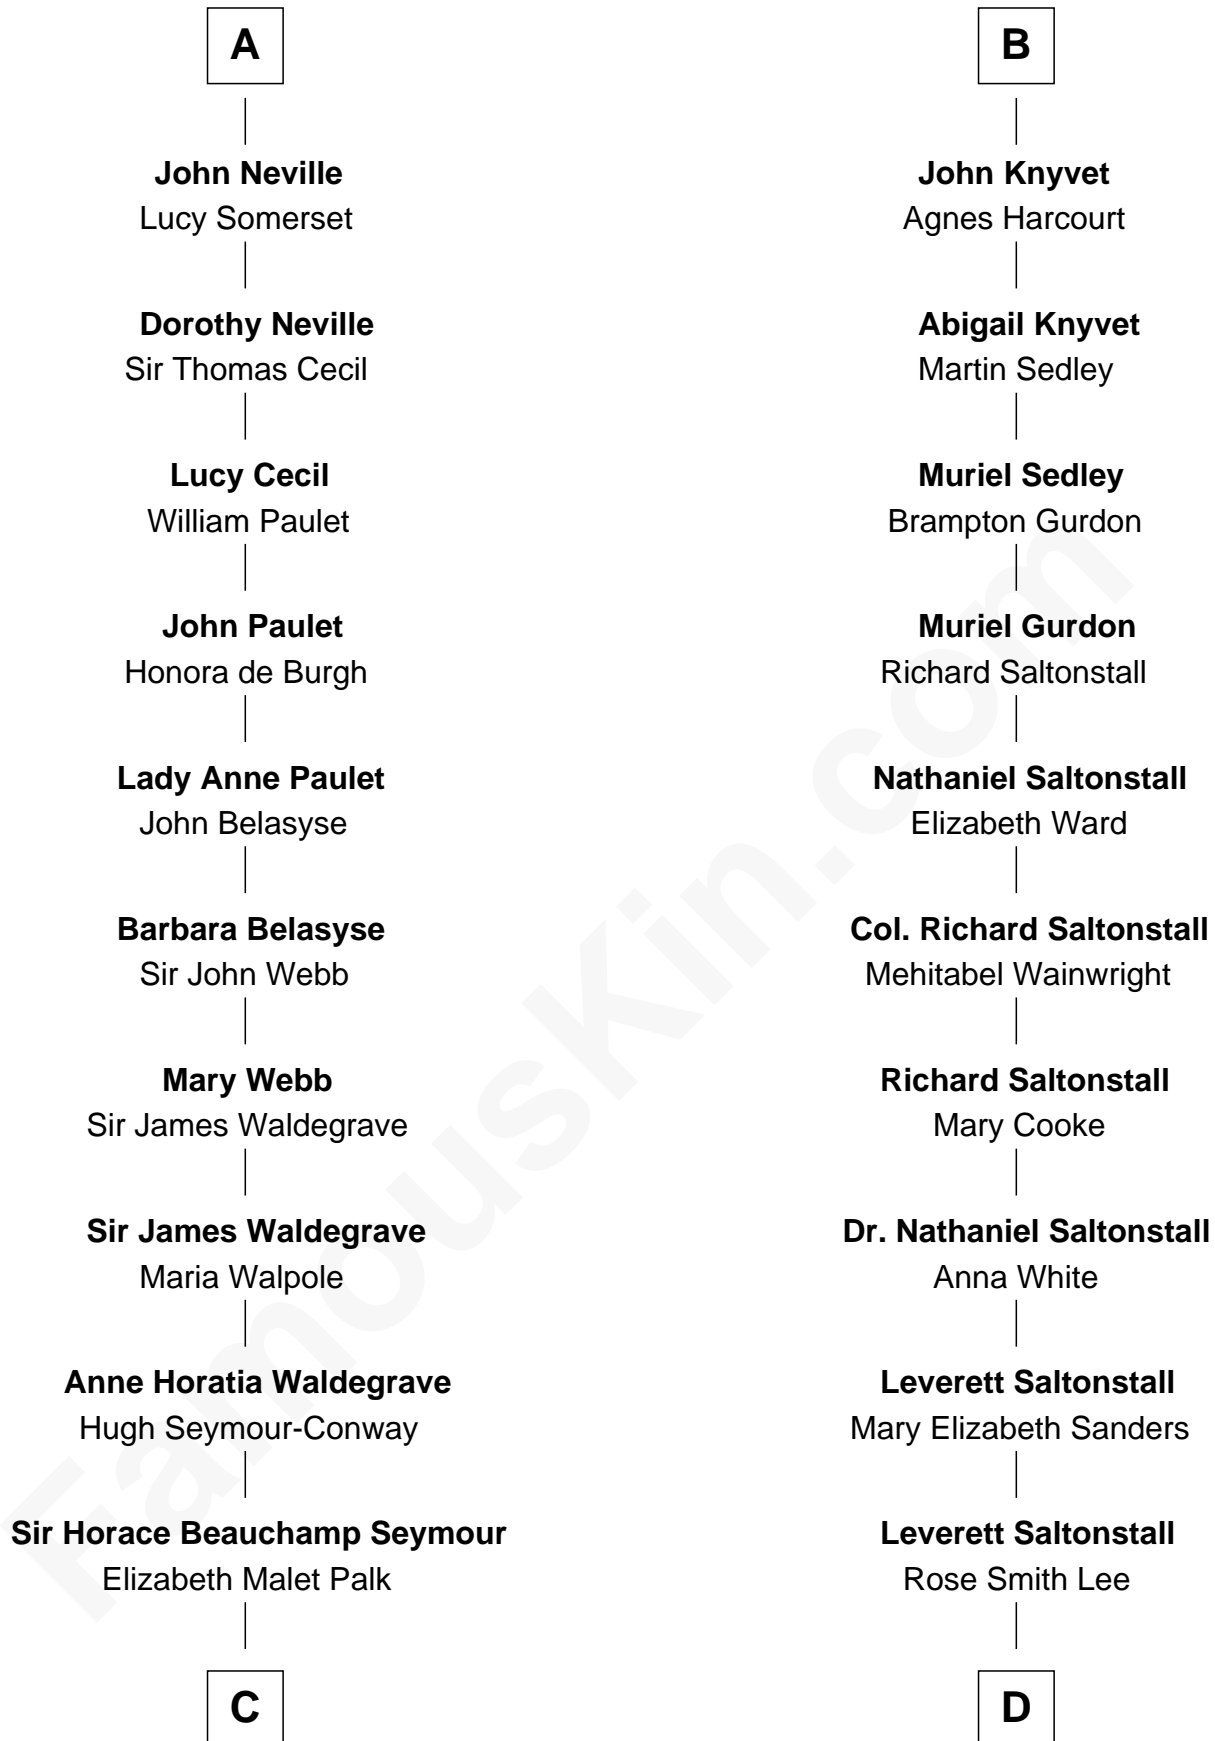 A
John Neville
Lucy Somerset
Dorothy Neville
Sir Thomas Cecil
Lucy Cecil
William Paulet
John Paulet
Honora de Burgh
Lady Anne Paulet
John Belasyse
Barbara Belasyse
Sir John Webb
Mary Webb
Sir James Waldegrave
Sir James Waldegrave
Maria Walpole
Anne Horatia Waldegrave
Hugh Seymour-Conway
Sir Horace Beauchamp Seymour
Elizabeth Malet Palk
C
B
John Knyvet
Agnes Harcourt
Abigail Knyvet
Martin Sedley
Muriel Sedley
Brampton Gurdon
Muriel Gurdon
Richard Saltonstall
Nathaniel Saltonstall
Elizabeth Ward
Col. Richard Saltonstall
Mehitabel Wainwright
Richard Saltonstall
Mary Cooke
Dr. Nathaniel Saltonstall
Anna White
Leverett Saltonstall
Mary Elizabeth Sanders
Leverett Saltonstall
Rose Smith Lee
D
FamousKin.com